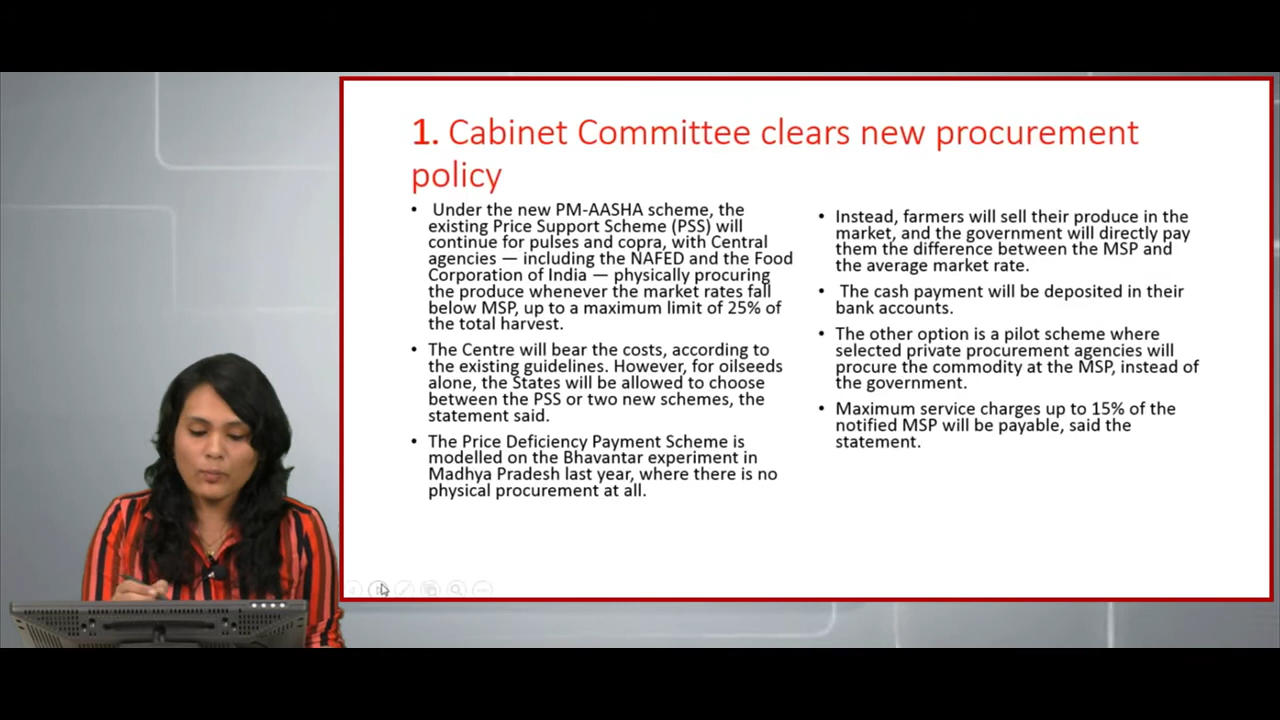 1. Cabinet Committee clears new procurement
policy
• Under the new PM-AASHA scheme, the
existing Price Support Scheme (PSS) will
continue for pulses and copra, with Central
agencies — including the NAFED and the Food
Corporation of India — physically procuring
the produce whenever the market rates fall
below MSP, up to a maximum limit of 25% of
the total harvest.
• The Centre will bear the costs, according to
the existing guidelines. However, for oilseeds
alone, the States will be allowed to choose
between the PSS or two new schemes, the
statement said.
• The Price Deficiency Payment Scheme is
modelled on the Bhavantar experiment in
Madhya Pradesh last year, where there is no
physical procurement at all.
• Instead, farmers will sell their produce in the
market, and the government will directly pay
them the difference between the MSP and
the average market rate.
• The cash payment will be deposited in their
bank accounts.
• The other option is a pilot scheme where
selected private procurement agencies will
procure the commodity at the MSP, instead of
the government.
• Maximum service charges up to 15% of the
notified MSP will be payable, said the
statement.